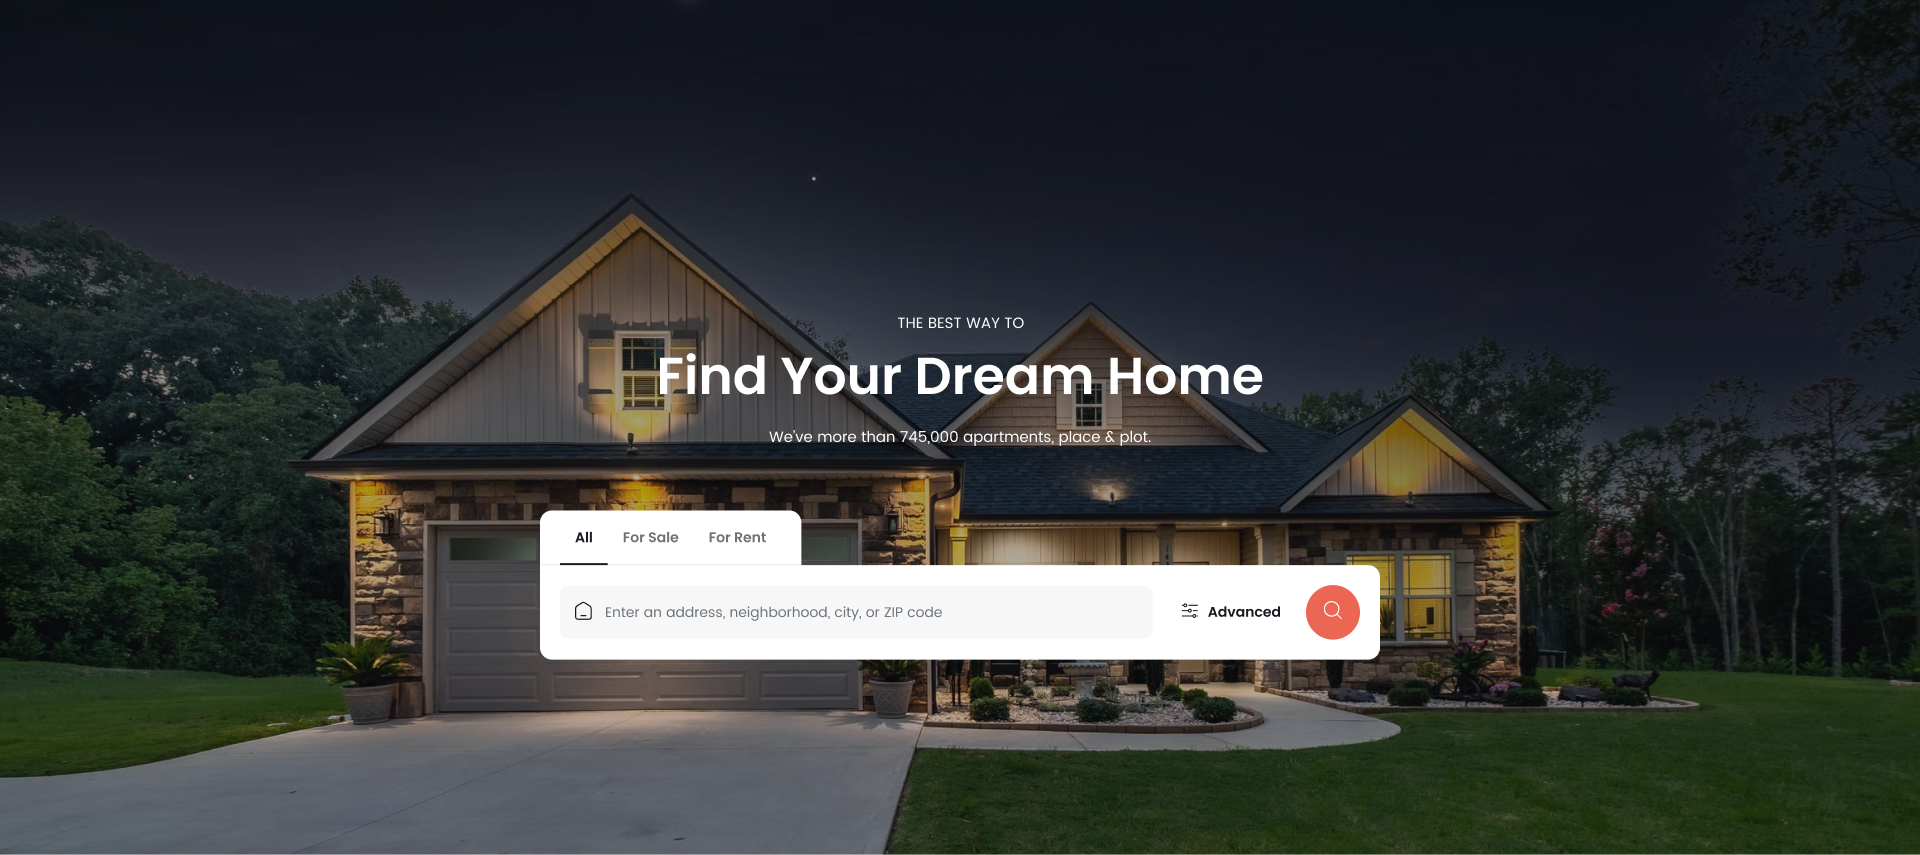 THE BEST WAY TO
Find Your Dream Home
We've more than 745,000 apartments, place & plot.
All For Sale For Rent
Enter an address, neighborhood, city, or ZIP code
Advanced